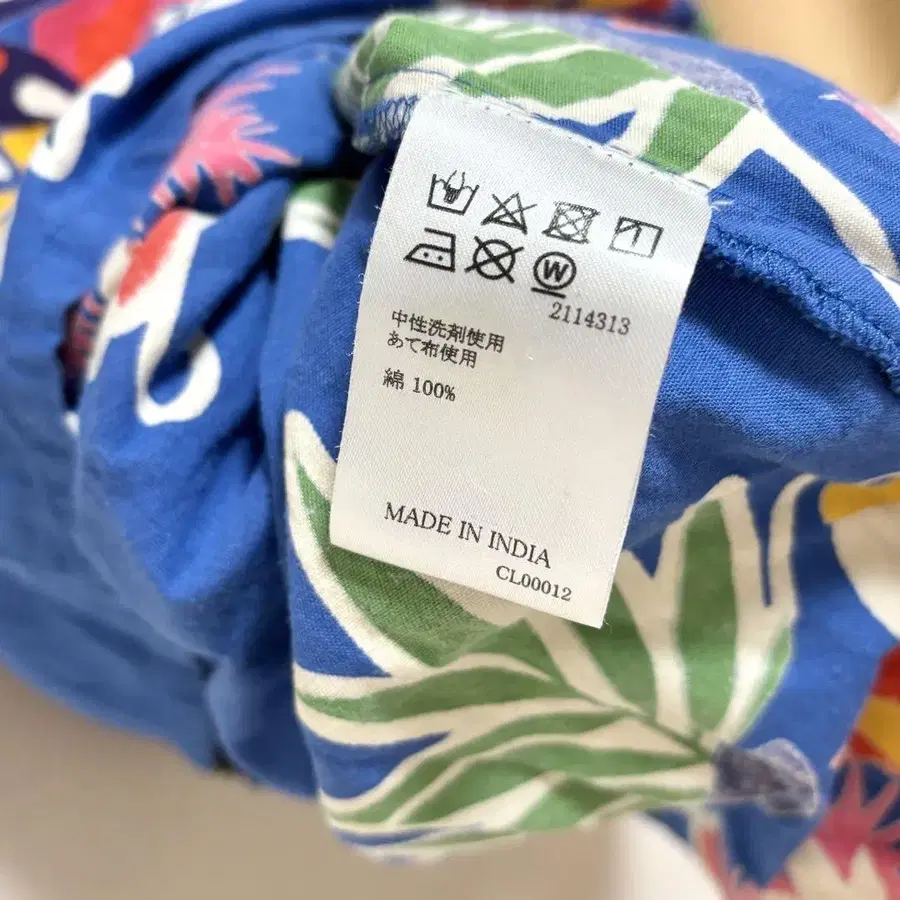 W
2114313
中性洗剤使用
あて布使用
綿 100%
MADE IN INDIA
CL00012